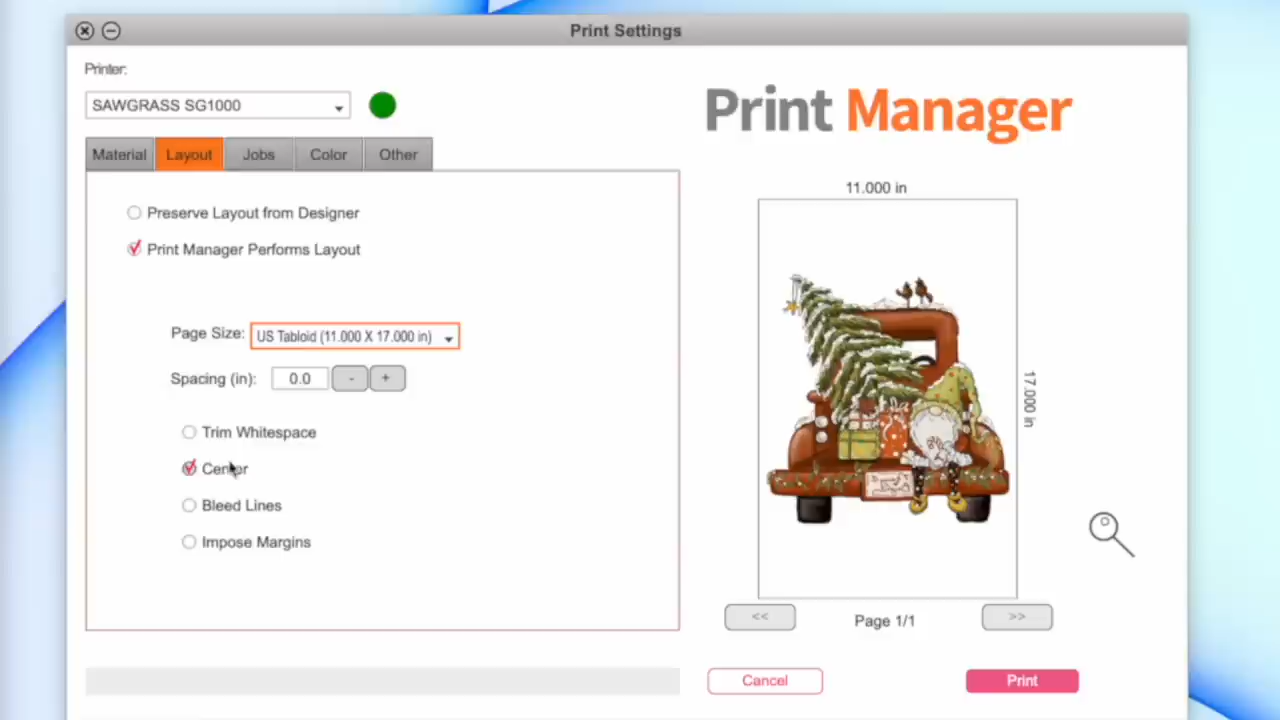 Print Settings
Printer:
SAWGRASS SG1000
Print Manager
Material Layout Jobs Color Other
11.000 in
Preserve Layout from Designer
Print Manager Performs Layout
Page Size: US Tabloid (11.000 X 17.000 in)
17.000 in
Spacing (in): 0.0 - +
Trim Whitespace
Center
Bleed Lines
Impose Margins
<< Page 1/1 >>
Cancel Print